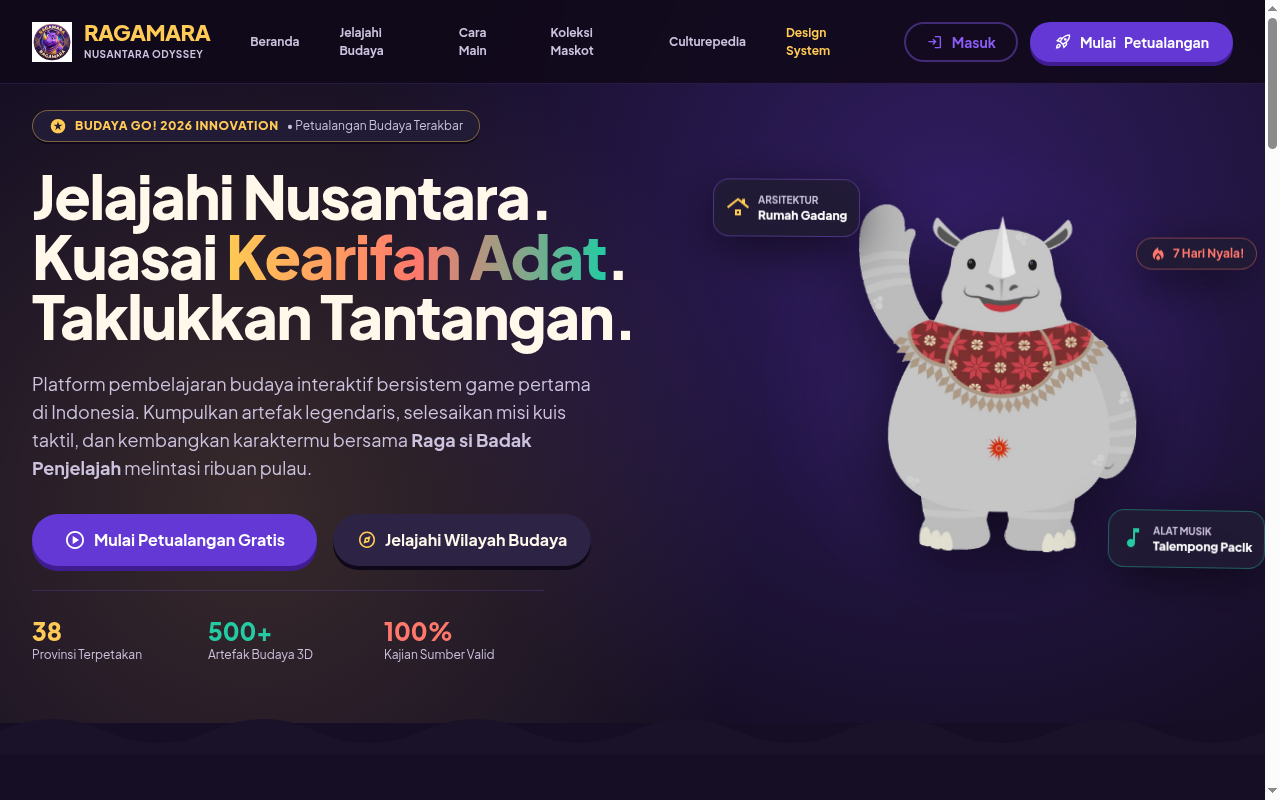 RAGAMARA
NUSANTARA ODYSSEY
Beranda
Jelajahi
Budaya
Cara
Main
Koleksi
Maskot
Culturepedia
Design
System
Masuk
Mulai Petualangan
BUDAYA GO! 2026 INNOVATION • Petualangan Budaya Terakbar
Jelajahi Nusantara.
Kuasai Kearifan Adat.
Taklukkan Tantangan.
Platform pembelajaran budaya interaktif bersistem game pertama
di Indonesia. Kumpulkan artefak legendaris, selesaikan misi kuis
taktil, dan kembangkan karaktermu bersama Raga si Badak
Penjelajah melintasi ribuan pulau.
Mulai Petualangan Gratis
Jelajahi Wilayah Budaya
38
Provinsi Terpetakan
500+
Artefak Budaya 3D
100%
Kajian Sumber Valid
ARSITEKTUR
Rumah Gadang
7 Hari Nyala!
ALAT MUSIK
Talempong Pacik